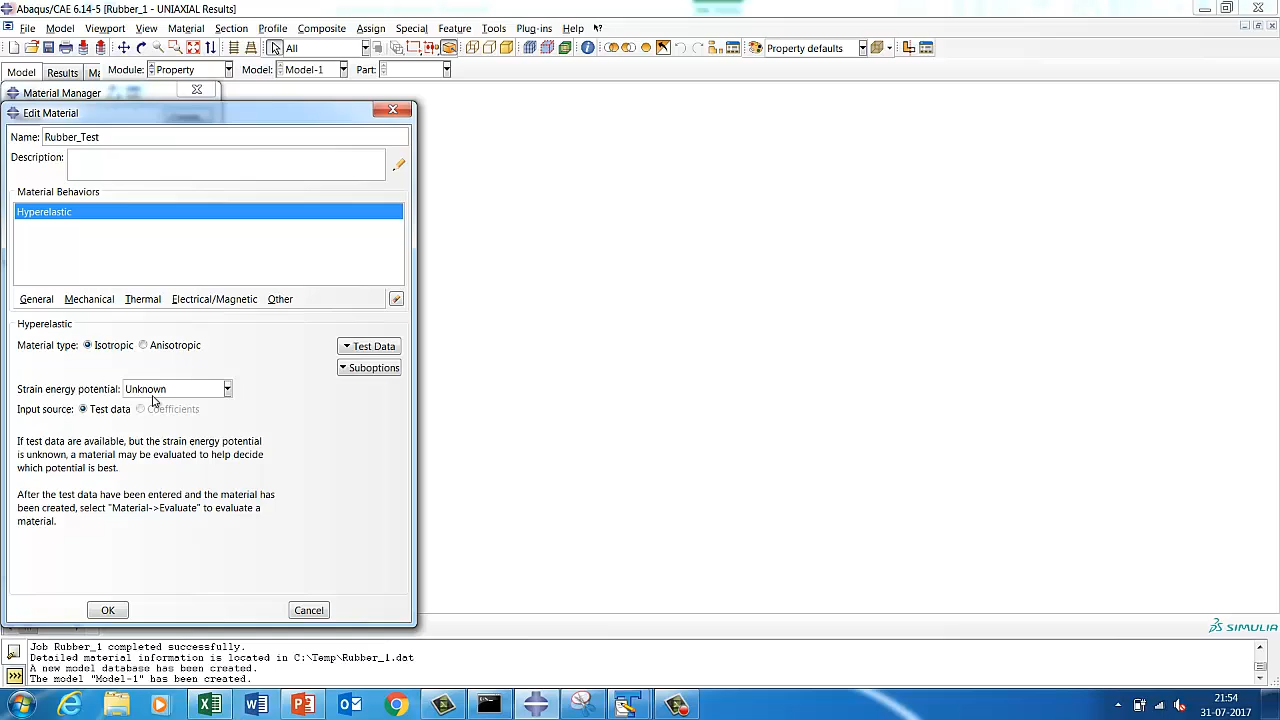 Abaqus/CAE 6.14-5 [Rubber_1 - UNIAXIAL Results]
File Model Viewport View Material Section Profile Composite Assign Special Feature Tools Plug-ins Help
All Property defaults
Model Results Module: Property Model: Model-1 Part:
Material Manager
Edit Material
Name: Rubber_Test
Description:
Material Behaviors
Hyperelastic
General Mechanical Thermal Electrical/Magnetic Other
Hyperelastic
Material type: Isotropic Anisotropic Test Data
Suboptions
Strain energy potential: Unknown
Input source: Test data Coefficients
If test data are available, but the strain energy potential
is unknown, a material may be evaluated to help decide
which potential is best.
After the test data have been entered and the material has
been created, select "Material->Evaluate" to evaluate a
material.
OK Cancel
SIMULIA
Job Rubber_1 completed successfully.
Detailed material information is located in C:\Temp\Rubber_1.dat
A new model database has been created.
The model "Model-1" has been created.
>>>
21:54
31-07-2017